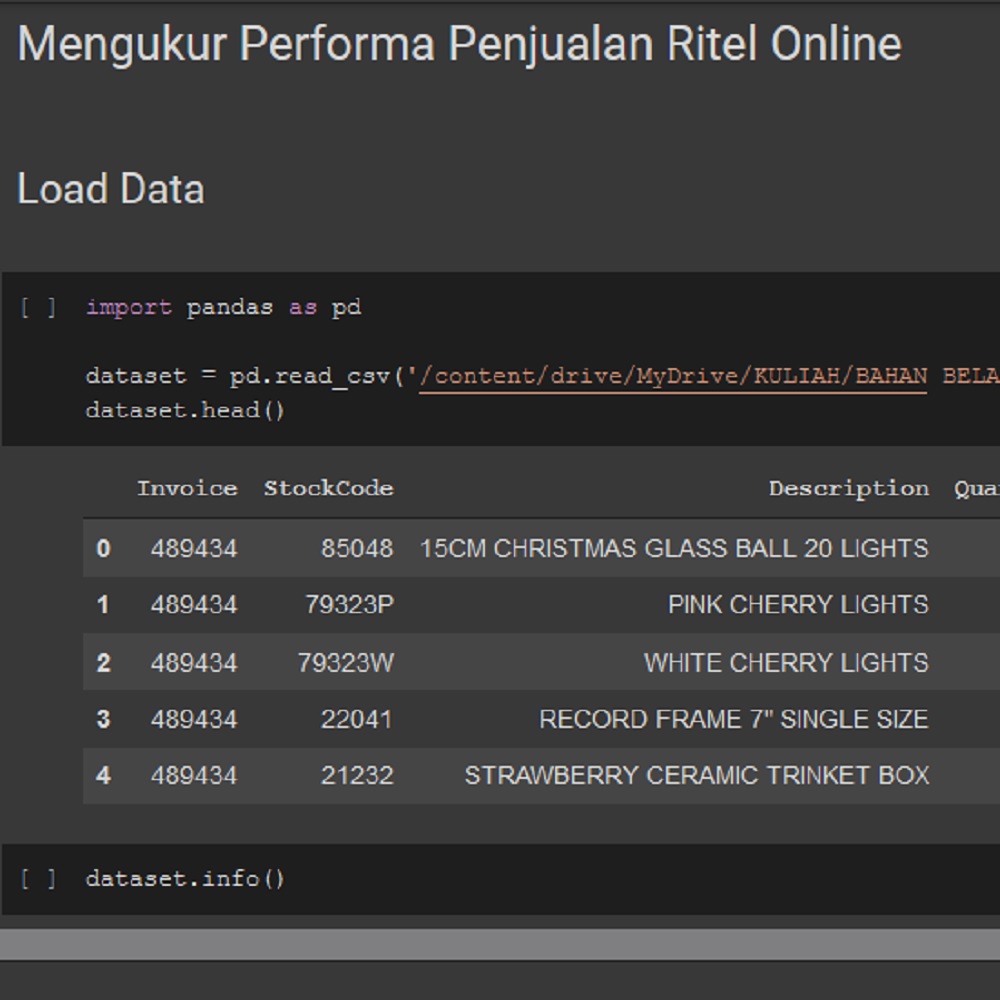 Mengukur Performa Penjualan Ritel Online
Load Data
[ ] import pandas as pd
dataset = pd.read_csv('/content/drive/MyDrive/KULIAH/BAHAN BELA
dataset.head()
Invoice StockCode Description Qua
0 489434 85048 15CM CHRISTMAS GLASS BALL 20 LIGHTS
1 489434 79323P PINK CHERRY LIGHTS
2 489434 79323W WHITE CHERRY LIGHTS
3 489434 22041 RECORD FRAME 7" SINGLE SIZE
4 489434 21232 STRAWBERRY CERAMIC TRINKET BOX
[ ] dataset.info()